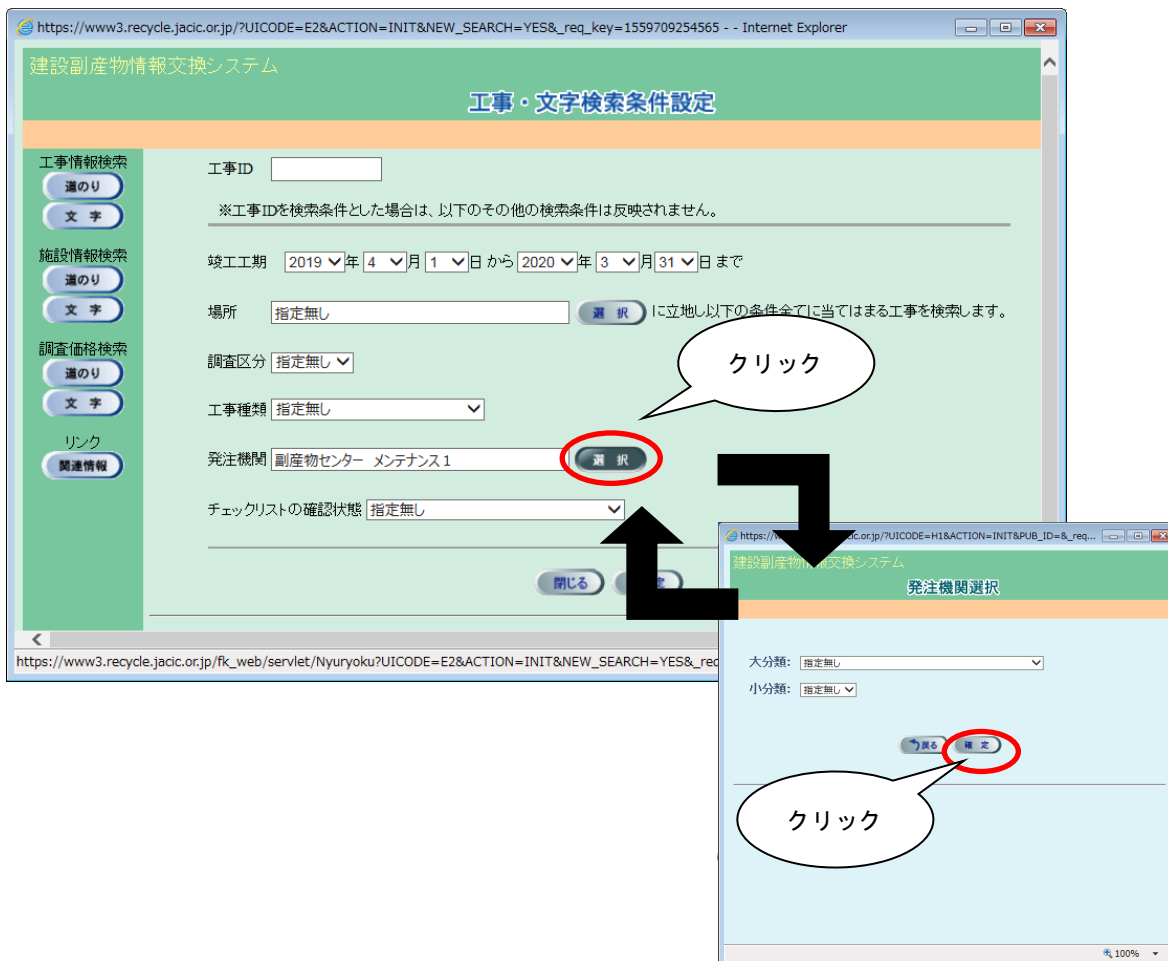 https://www3.recycle.jacic.or.jp/?UICODE=E2&ACTION=INIT&NEW_SEARCH=YES&_req_key=1559709254565 - - Internet Explorer
建設副産物情報交換システム
工事・文字検索条件設定
工事情報検索
道のり
文 字
施設情報検索
道のり
文 字
調査価格検索
道のり
文 字
リンク
関連情報
工事ID
※工事IDを検索条件とした場合は、以下のその他の検索条件は反映されません。
竣工工期 2019 年 4 月 1 日 から 2020 年 3 月 31 日 まで
場所 指定無し 選 択 に立地し以下の条件全てに当てはまる工事を検索します。
調査区分 指定無し
クリック
工事種類 指定無し
発注機関 副産物センター メンテナンス1 選 択
チェックリストの確認状態 指定無し
閉じる
https://www3.recycle.jacic.or.jp/fk_web/servlet/Nyuryoku?UICODE=E2&ACTION=INIT&NEW_SEARCH=YES&_req
cic.or.jp/?UICODE=H1&ACTION=INIT&PUB_ID=&_req...
建設副産物情報交換システム
発注機関選択
大分類: 指定無し
小分類: 指定無し
戻る 確 定
クリック
100%